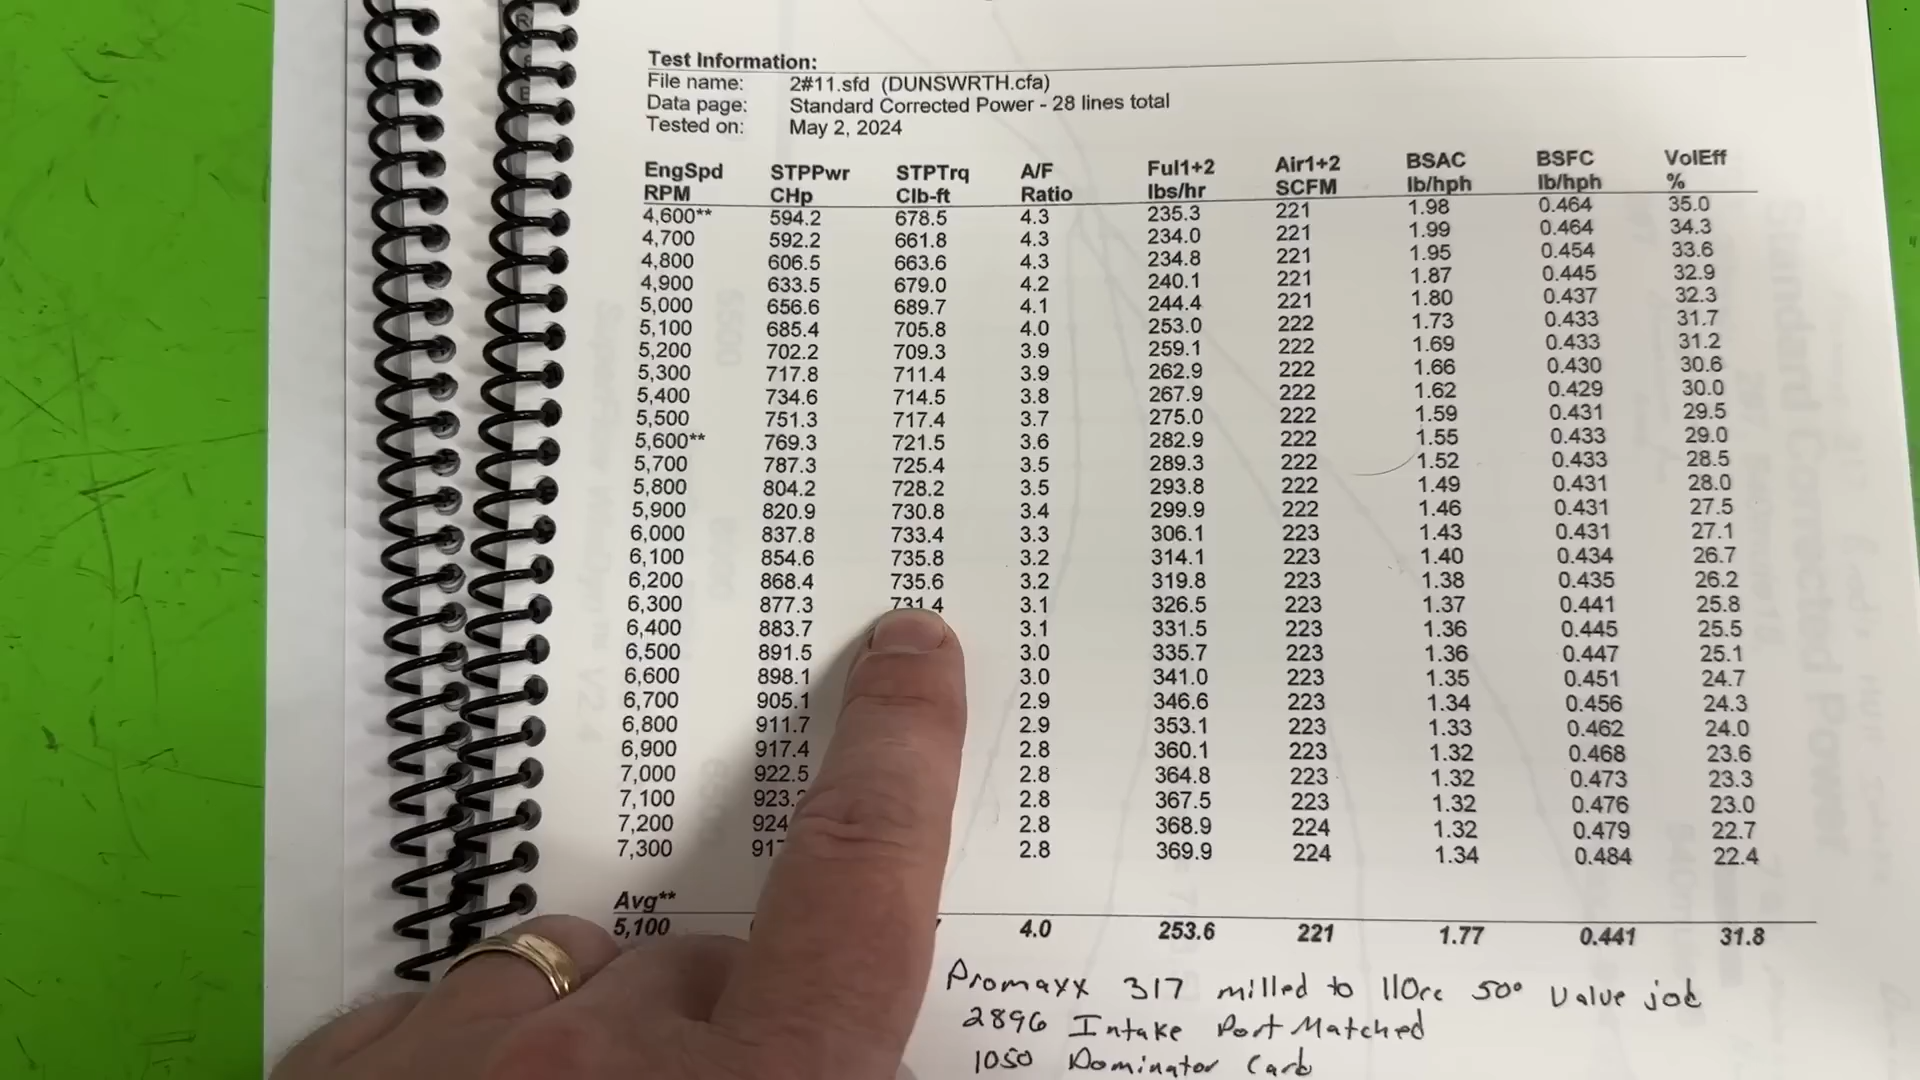 Test Information:
File name: 2#11.sfd (DUNSWRTH.cfa)
Data page: Standard Corrected Power - 28 lines total
Tested on: May 2, 2024
EngSpd STPPwr STPTrq A/F Ful1+2 Air1+2 BSAC BSFC VolEff
RPM CHp Clb-ft Ratio lbs/hr SCFM lb/hph lb/hph %
4,600** 594.2 678.5 4.3 235.3 221 1.98 0.464 35.0
4,700 592.2 661.8 4.3 234.0 221 1.99 0.464 34.3
4,800 606.5 663.6 4.3 234.8 221 1.95 0.454 33.6
4,900 633.5 679.0 4.2 240.1 221 1.87 0.445 32.9
5,000 656.6 689.7 4.1 244.4 221 1.80 0.437 32.3
5,100 685.4 705.8 4.0 253.0 222 1.73 0.433 31.7
5,200 702.2 709.3 3.9 259.1 222 1.69 0.433 31.2
5,300 717.8 711.4 3.9 262.9 222 1.66 0.430 30.6
5,400 734.6 714.5 3.8 267.9 222 1.62 0.429 30.0
5,500 751.3 717.4 3.7 275.0 222 1.59 0.431 29.5
5,600** 769.3 721.5 3.6 282.9 222 1.55 0.433 29.0
5,700 787.3 725.4 3.5 289.3 222 1.52 0.433 28.5
5,800 804.2 728.2 3.5 293.8 222 1.49 0.431 28.0
5,900 820.9 730.8 3.4 299.9 222 1.46 0.431 27.5
6,000 837.8 733.4 3.3 306.1 223 1.43 0.431 27.1
6,100 854.6 735.8 3.2 314.1 223 1.40 0.434 26.7
6,200 868.4 735.6 3.2 319.8 223 1.38 0.435 26.2
6,300 877.3 731.4 3.1 326.5 223 1.37 0.441 25.8
6,400 883.7 3.1 331.5 223 1.36 0.445 25.5
6,500 891.5 3.0 335.7 223 1.36 0.447 25.1
6,600 898.1 3.0 341.0 223 1.35 0.451 24.7
6,700 905.1 2.9 346.6 223 1.34 0.456 24.3
6,800 911.7 2.9 353.1 223 1.33 0.462 24.0
6,900 917.4 2.8 360.1 223 1.32 0.468 23.6
7,000 922.5 2.8 364.8 223 1.32 0.473 23.3
7,100 923. 2.8 367.5 223 1.32 0.476 23.0
7,200 924 2.8 368.9 224 1.32 0.479 22.7
7,300 917 2.8 369.9 224 1.34 0.484 22.4
Avg**
5,100 4.0 253.6 221 1.77 0.441 31.8
Promaxx 317 milled to 110cc 50° Value job
2896 Intake Port Matched
1050 Dominator Carb